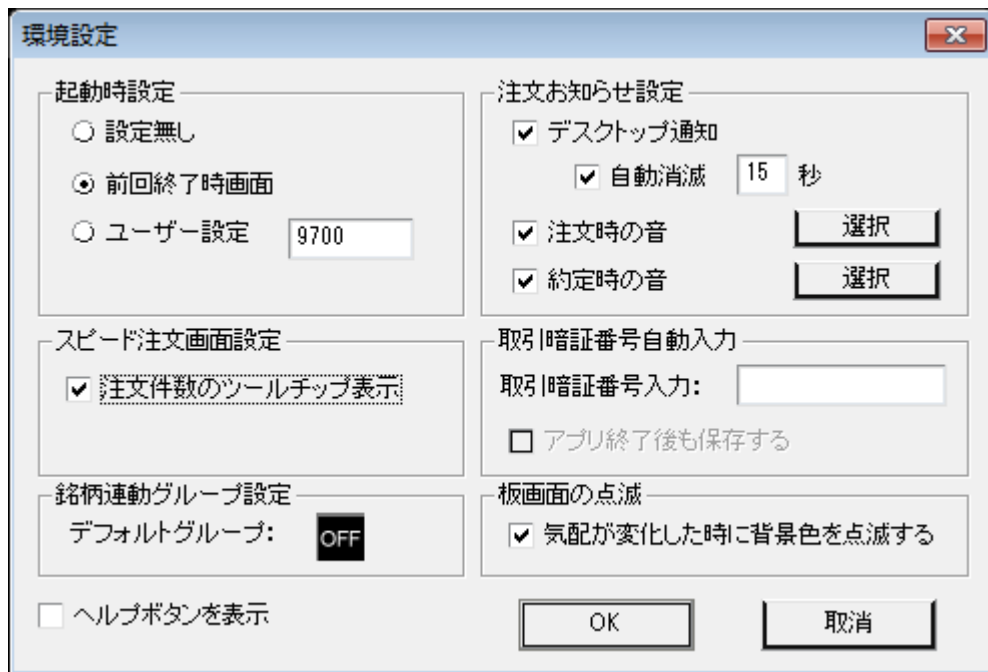 環境設定
起動時設定
設定無し
前回終了時画面
ユーザー設定 9700
注文お知らせ設定
デスクトップ通知
自動消滅 15 秒
注文時の音 選択
約定時の音 選択
スピード注文画面設定
注文件数のツールチップ表示
取引暗証番号自動入力
取引暗証番号入力:
アプリ終了後も保存する
銘柄連動グループ設定
デフォルトグループ: OFF
板画面の点滅
気配が変化した時に背景色を点滅する
ヘルプボタンを表示
OK 取消